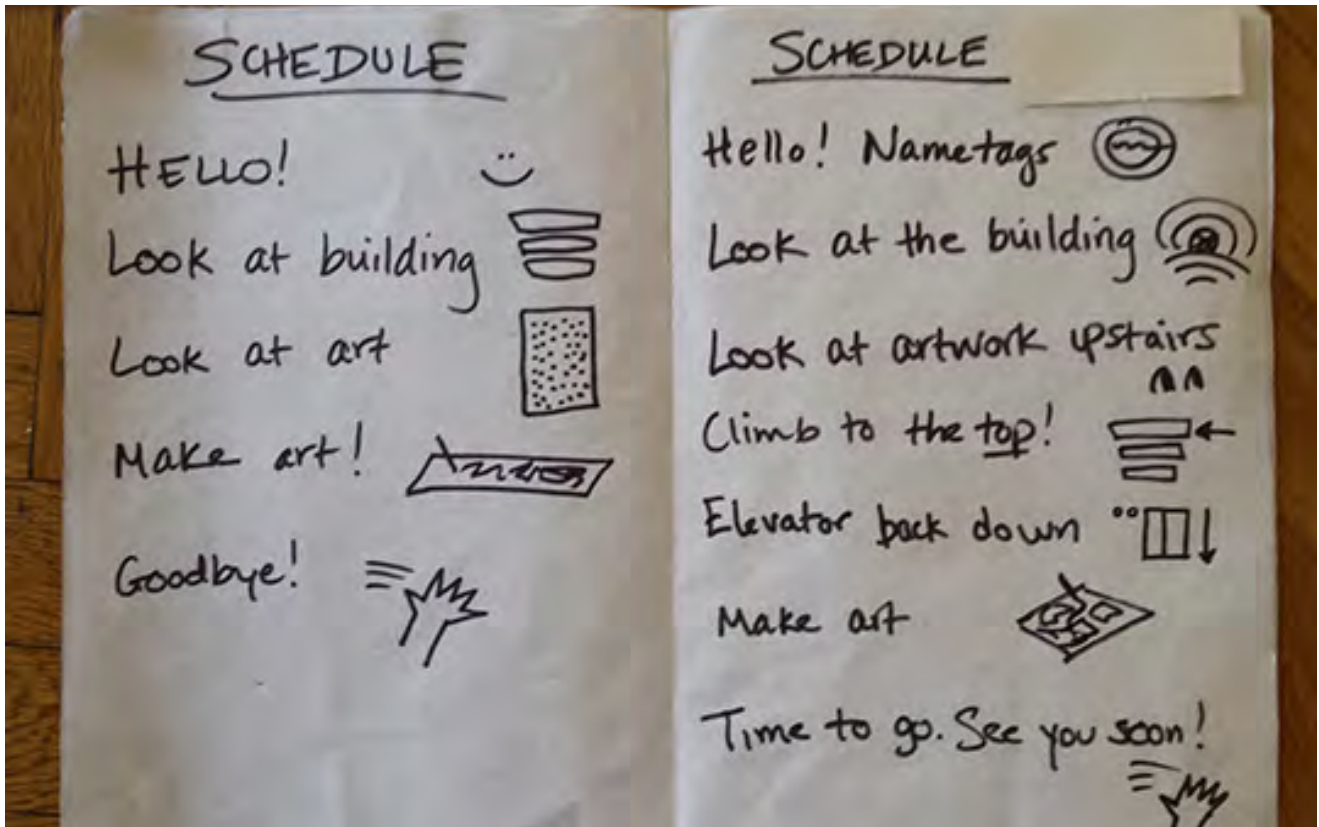 SCHEDULE
HELLO!
Look at building
Look at art
Make art!
Goodbye!
SCHEDULE
Hello! Nametags
Look at the building
Look at artwork upstairs
Climb to the top!
Elevator back down
Make art
Time to go. See you soon!